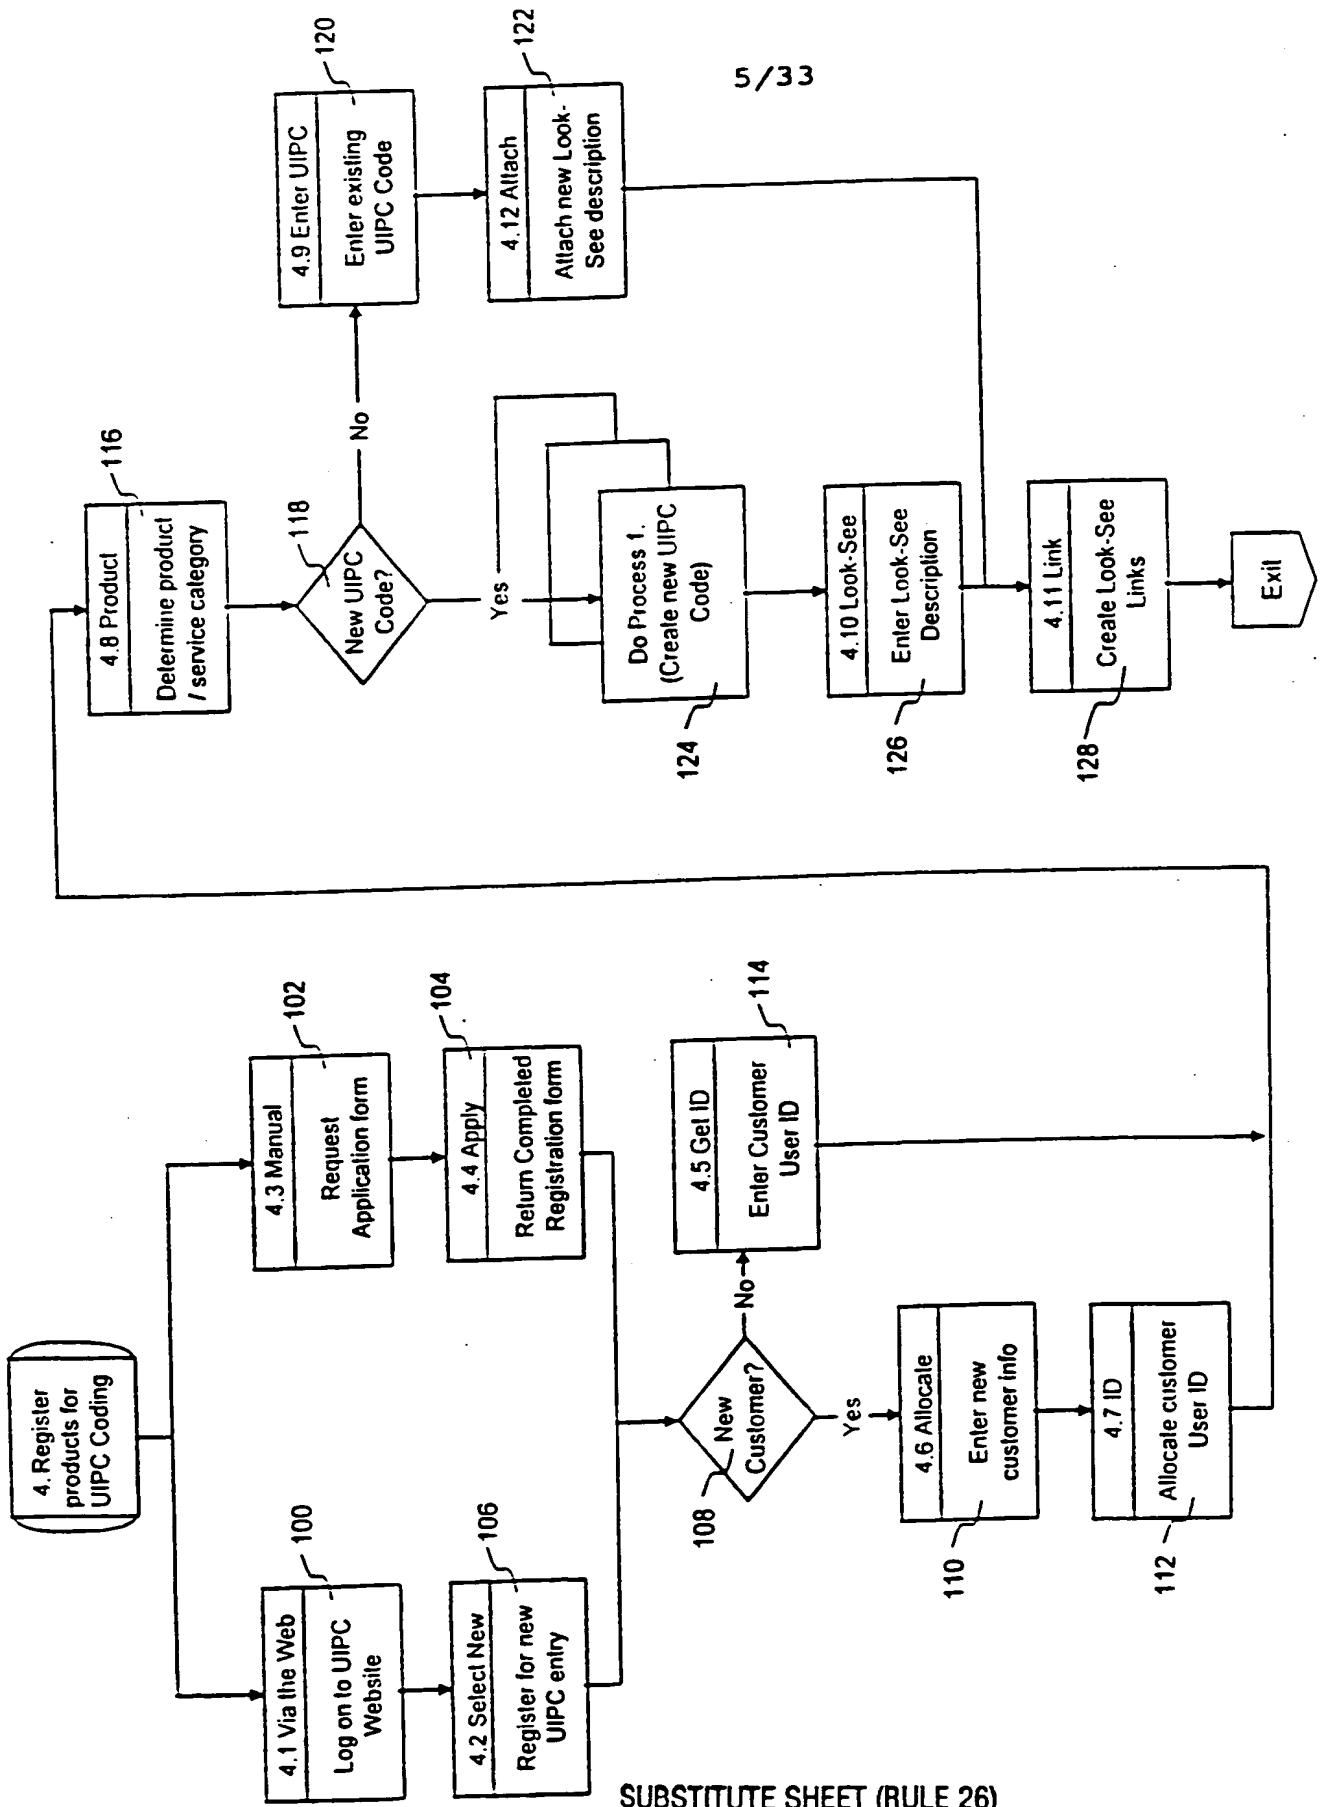 5/33
4. Register
products for
UIPC Coding
4.1 Via the Web
Log on to UIPC
Website
100
4.2 Select New
Register for new
UIPC entry
106
4.3 Manual
Request
Application form
102
4.4 Apply
Return Completed
Registration form
104
New
Customer?
108
No
4.5 Get ID
Enter Customer
User ID
114
Yes
4.6 Allocate
Enter new
customer info
110
4.7 ID
Allocate customer
User ID
112
4.8 Product
Determine product
/ service category
116
New UIPC
Code?
118
No
4.9 Enter UIPC
Enter existing
UIPC Code
120
4.12 Attach
Attach new Look-
See description
122
Yes
Do Process 1.
(Create new UIPC
Code)
124
4.10 Look-See
Enter Look-See
Description
126
4.11 Link
Create Look-See
Links
128
Exit
SUBSTITUTE SHEET (RULE 26)